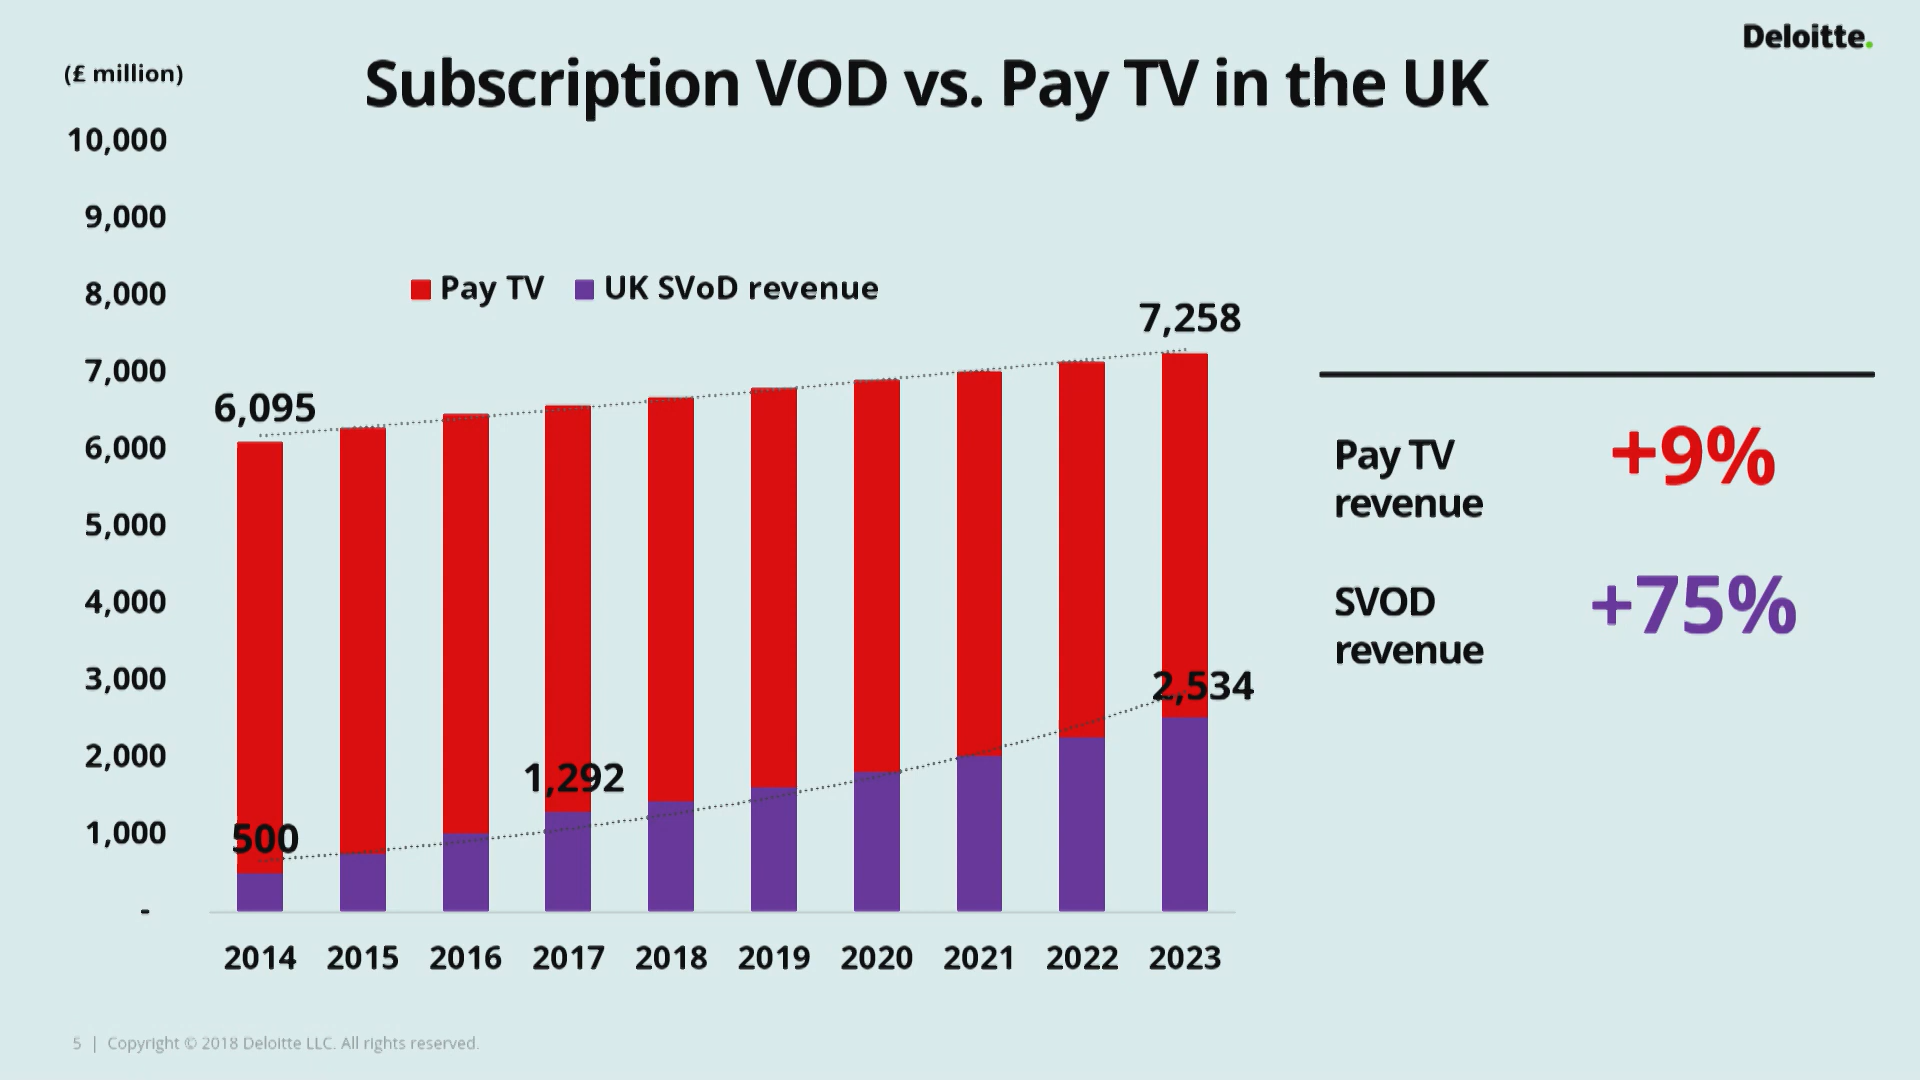 Deloitte.
(£ million)
Subscription VOD vs. Pay TV in the UK
10,000
9,000
8,000
7,000
6,000
5,000
4,000
3,000
2,000
1,000
-
Pay TV
UK SVoD revenue
6,095
7,258
500
1,292
2,534
2014 2015 2016 2017 2018 2019 2020 2021 2022 2023
Pay TV
revenue
+9%
SVOD
revenue
+75%
5 | Copyright © 2018 Deloitte LLC. All rights reserved.